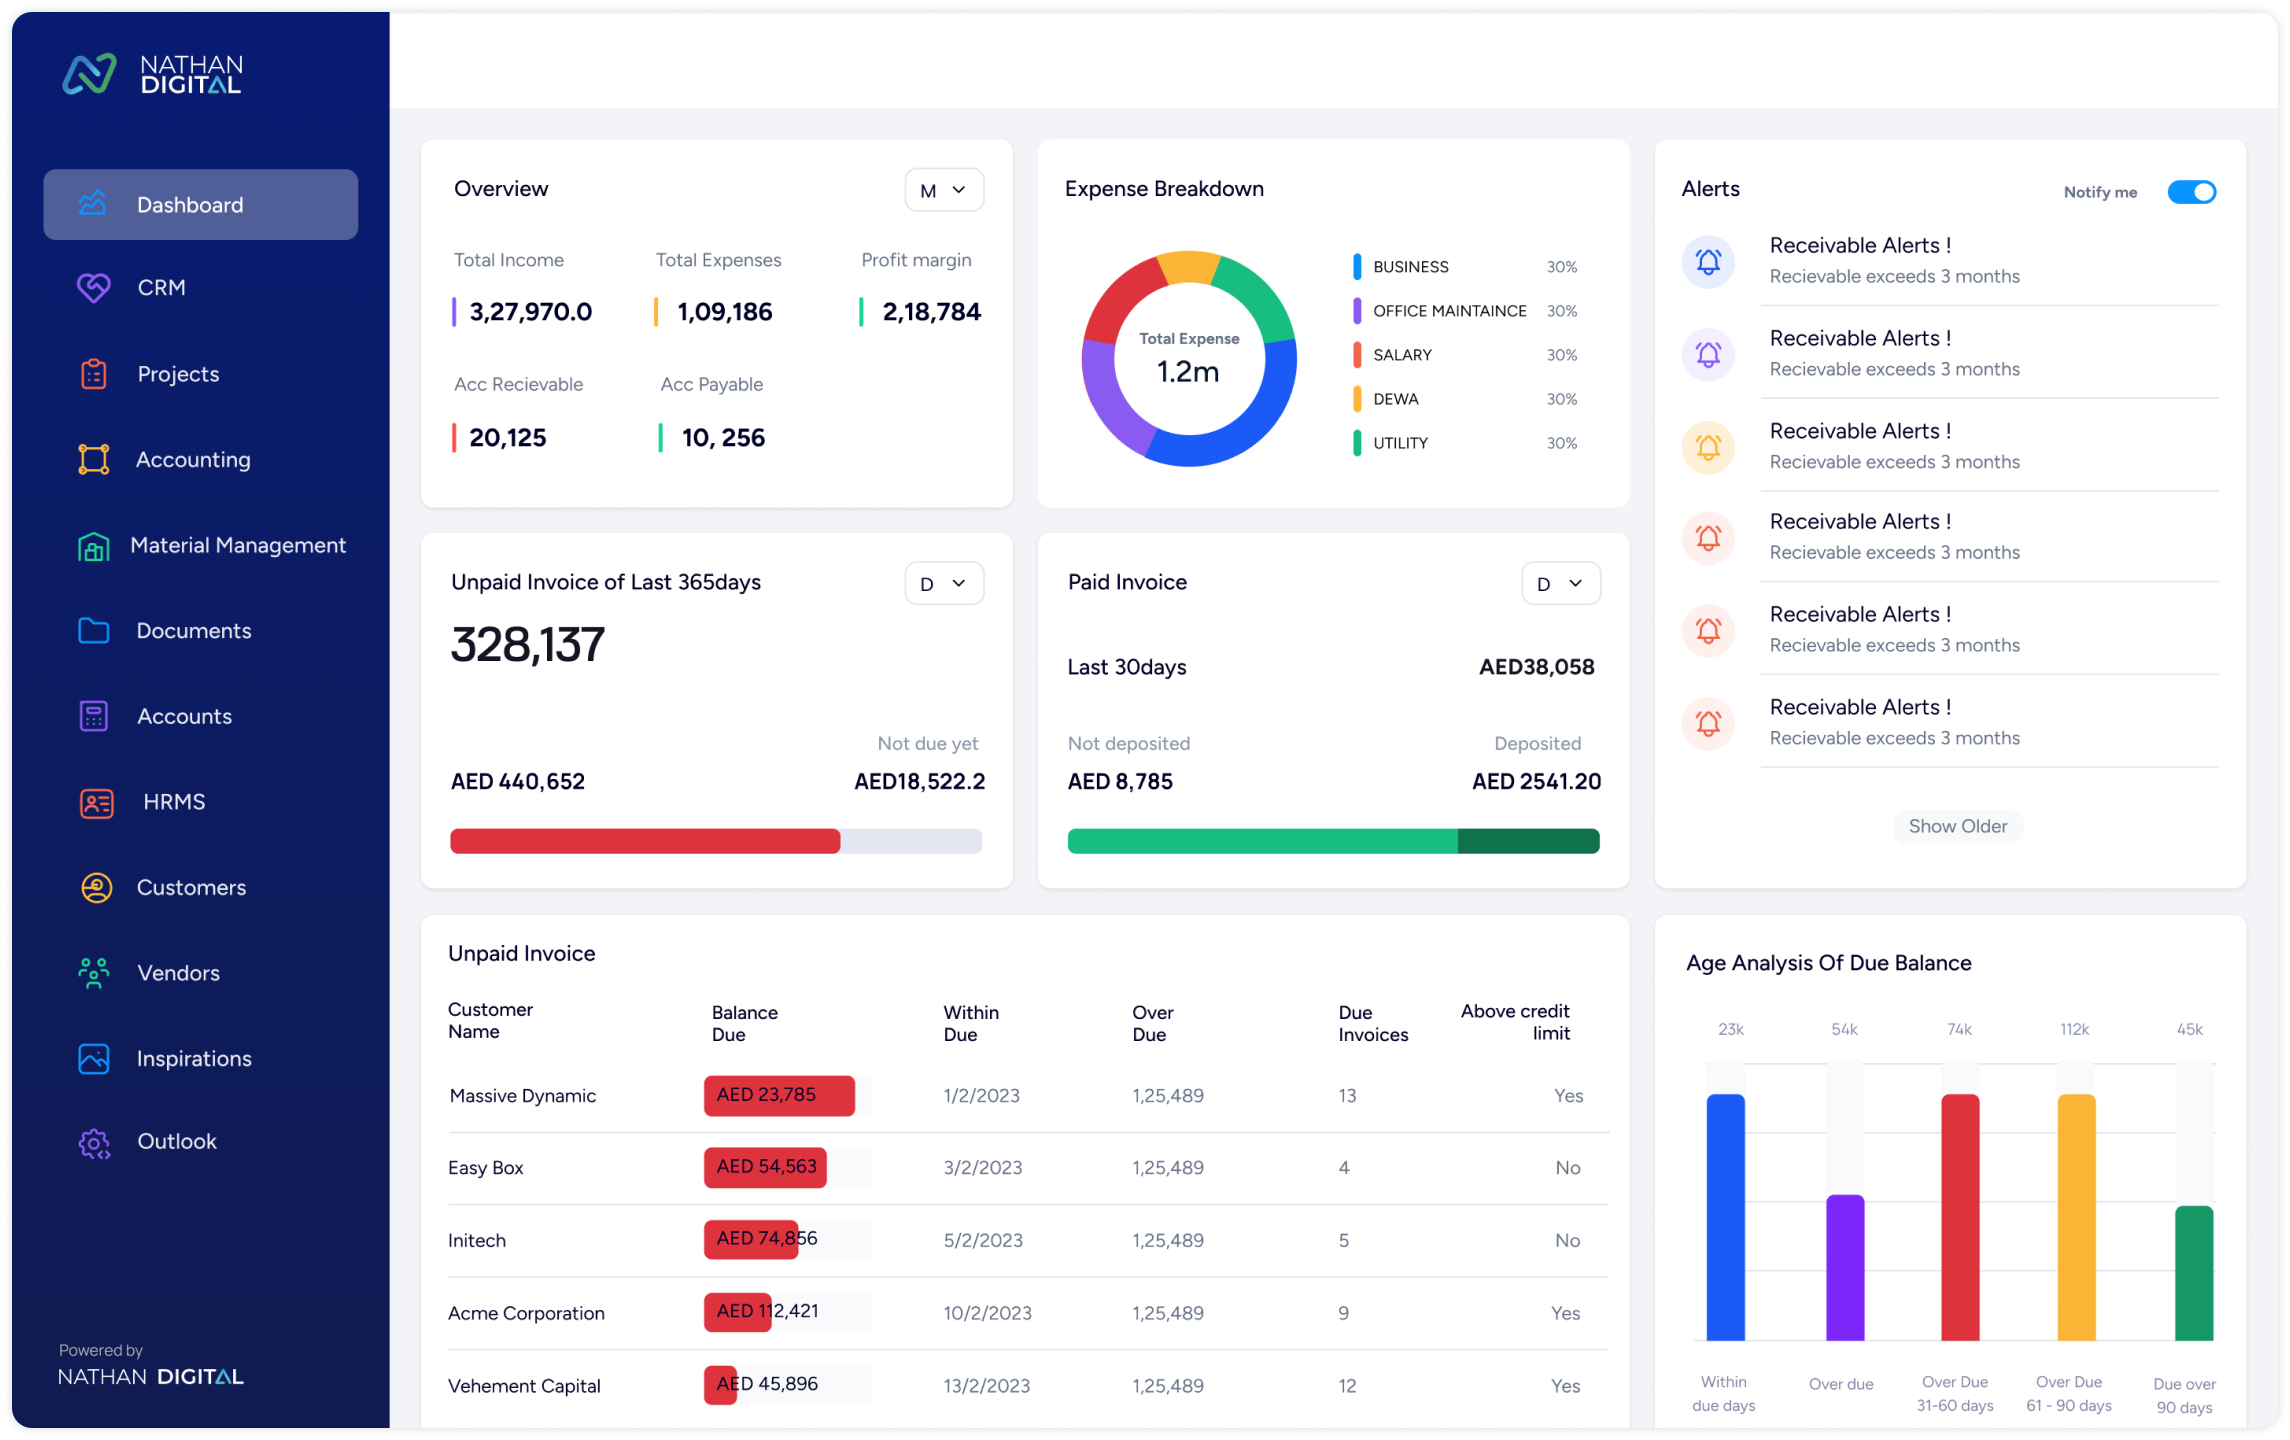 NATHAN
DIGITAL
Dashboard
CRM
Projects
Accounting
Material Management
Documents
Accounts
HRMS
Customers
Vendors
Inspirations
Outlook
Powered by
NATHAN DIGITAL
Overview
M
Total Income
Total Expenses
Profit margin
3,27,970.0
1,09,186
2,18,784
Acc Recievable
Acc Payable
20,125
10, 256
Expense Breakdown
Total Expense
1.2m
BUSINESS 30%
OFFICE MAINTAINCE 30%
SALARY 30%
DEWA 30%
UTILITY 30%
Alerts
Notify me
Receivable Alerts !
Recievable exceeds 3 months
Receivable Alerts !
Recievable exceeds 3 months
Receivable Alerts !
Recievable exceeds 3 months
Receivable Alerts !
Recievable exceeds 3 months
Receivable Alerts !
Recievable exceeds 3 months
Receivable Alerts !
Recievable exceeds 3 months
Show Older
Unpaid Invoice of Last 365days
D
328,137
Not due yet
AED 440,652
AED18,522.2
Paid Invoice
D
Last 30days
AED38,058
Not deposited
Deposited
AED 8,785
AED 2541.20
Unpaid Invoice
Customer
Name
Balance
Due
Within
Due
Over
Due
Due
Invoices
Above credit
limit
Massive Dynamic AED 23,785 1/2/2023 1,25,489 13 Yes
Easy Box AED 54,563 3/2/2023 1,25,489 4 No
Initech AED 74,856 5/2/2023 1,25,489 5 No
Acme Corporation AED 112,421 10/2/2023 1,25,489 9 Yes
Vehement Capital AED 45,896 13/2/2023 1,25,489 12 Yes
Age Analysis Of Due Balance
23k 54k 74k 112k 45k
Within
due days
Over due
Over Due
31-60 days
Over Due
61 - 90 days
Due over
90 days